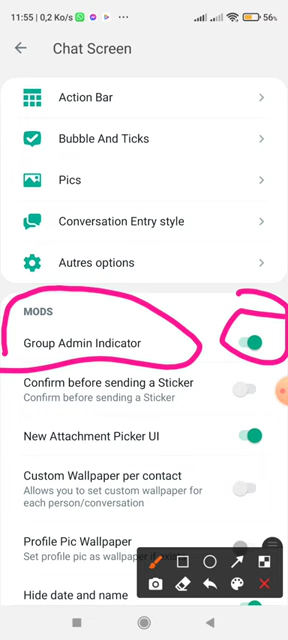 11:55 | 0,2 Ko/s
56%
Chat Screen
Action Bar
Bubble And Ticks
Pics
Conversation Entry style
Autres options
MODS
Group Admin Indicator
Confirm before sending a Sticker
Confirm before sending a Sticker
New Attachment Picker UI
Custom Wallpaper per contact
Allows you to set custom wallpaper for
each person/conversation
Profile Pic Wallpaper
Set profile pic as wallpaper if
Hide date and name